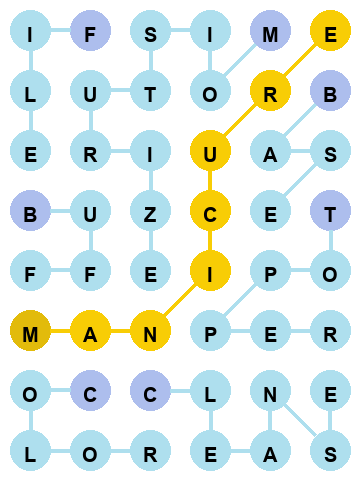 I F S I M E
L U T O R B
E R I U A S
B U Z C E T
F F E I P O
M A N P E R
O C C L N E
L O R E A S